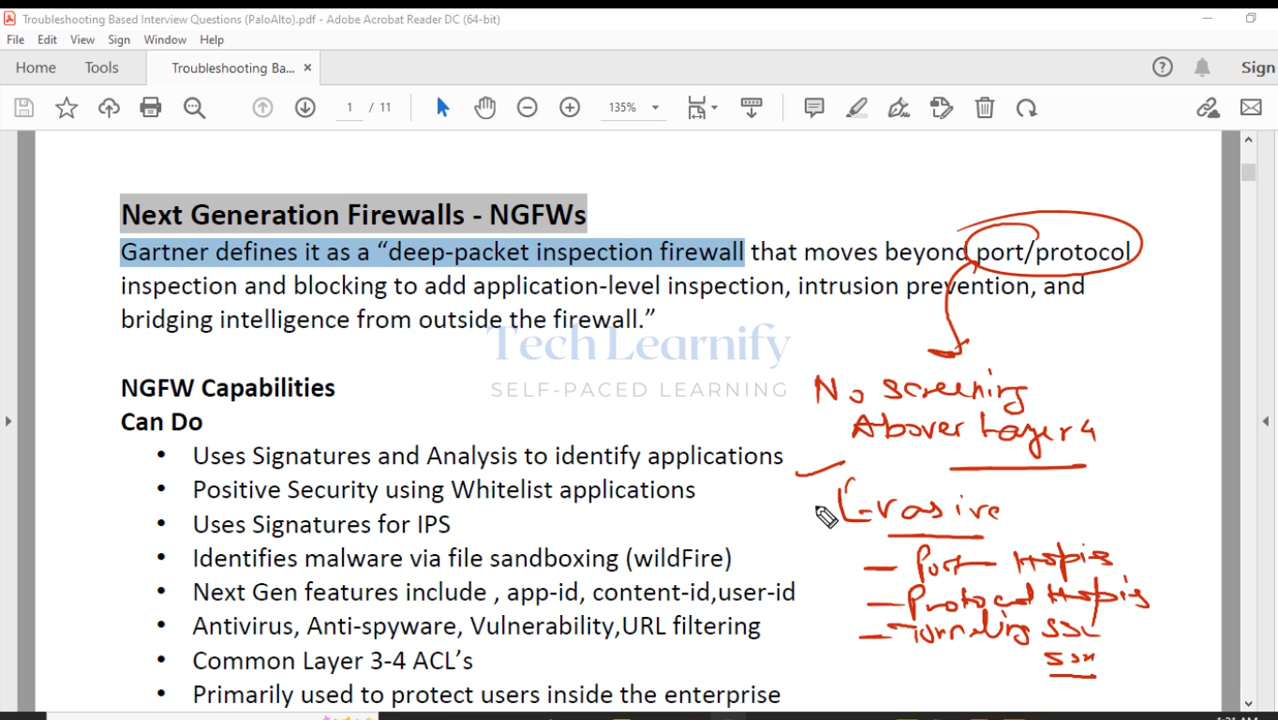 Troubleshooting Based Interview Questions (PaloAlto).pdf - Adobe Acrobat Reader DC (64-bit)
File Edit View Sign Window Help
Home Tools Troubleshooting Ba... × Sign
1 / 11 135%
Next Generation Firewalls - NGFWs
Gartner defines it as a “deep-packet inspection firewall that moves beyond port/protocol
inspection and blocking to add application-level inspection, intrusion prevention, and
bridging intelligence from outside the firewall.”
Tech Learnify
SELF-PACED LEARNING
NGFW Capabilities
No screening
Can Do
Above Layer 4
• Uses Signatures and Analysis to identify applications
• Positive Security using Whitelist applications
Evasive
• Uses Signatures for IPS
• Identifies malware via file sandboxing (wildFire)
– Port Hopping
• Next Gen features include , app-id, content-id,user-id
– Protocol Hopping
• Antivirus, Anti-spyware, Vulnerability,URL filtering
– Tunneling SSL
• Common Layer 3-4 ACL’s
SSH
• Primarily used to protect users inside the enterprise